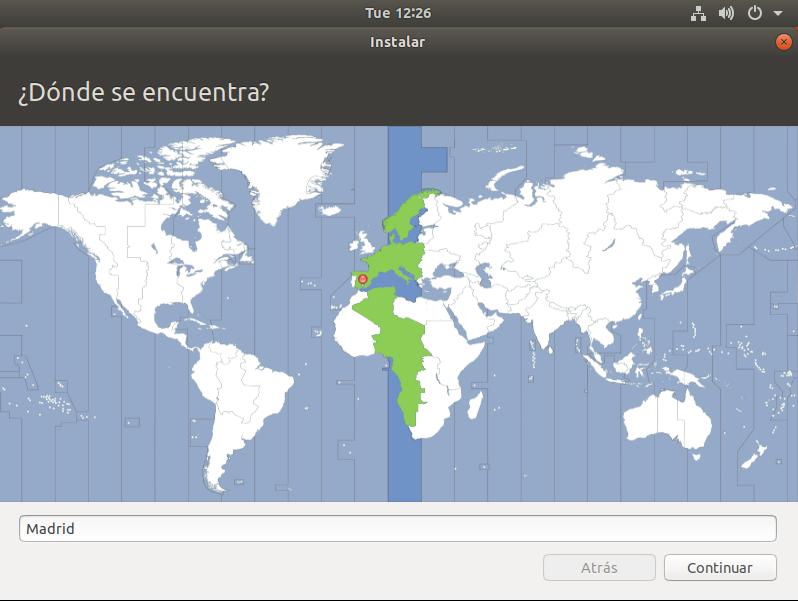 Tue 12:26
Instalar
¿Dónde se encuentra?
Madrid
Atrás
Continuar